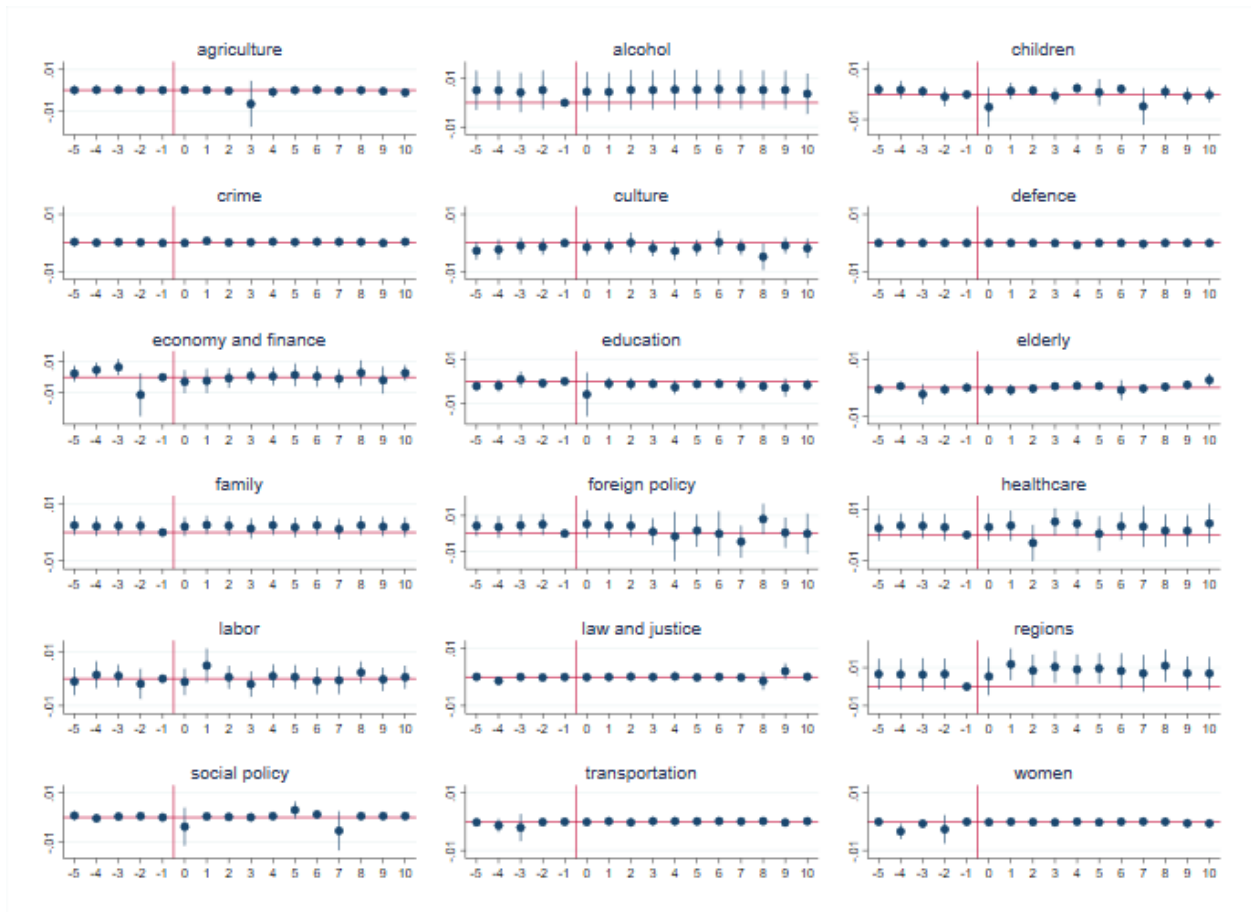 agriculture alcohol children
.01 .01 .01
-.01 -.01 -.01
-5 -4 -3 -2 -1 0 1 2 3 4 5 6 7 8 9 10 -5 -4 -3 -2 -1 0 1 2 3 4 5 6 7 8 9 10 -5 -4 -3 -2 -1 0 1 2 3 4 5 6 7 8 9 10
crime culture defence
.01 .01 .01
-.01 -.01 -.01
-5 -4 -3 -2 -1 0 1 2 3 4 5 6 7 8 9 10 -5 -4 -3 -2 -1 0 1 2 3 4 5 6 7 8 9 10 -5 -4 -3 -2 -1 0 1 2 3 4 5 6 7 8 9 10
economy and finance education elderly
.01 .01 .01
-.01 -.01 -.01
-5 -4 -3 -2 -1 0 1 2 3 4 5 6 7 8 9 10 -5 -4 -3 -2 -1 0 1 2 3 4 5 6 7 8 9 10 -5 -4 -3 -2 -1 0 1 2 3 4 5 6 7 8 9 10
family foreign policy healthcare
.01 .01 .01
-.01 -.01 -.01
-5 -4 -3 -2 -1 0 1 2 3 4 5 6 7 8 9 10 -5 -4 -3 -2 -1 0 1 2 3 4 5 6 7 8 9 10 -5 -4 -3 -2 -1 0 1 2 3 4 5 6 7 8 9 10
labor law and justice regions
.01 .01 .01
-.01 -.01 -.01
-5 -4 -3 -2 -1 0 1 2 3 4 5 6 7 8 9 10 -5 -4 -3 -2 -1 0 1 2 3 4 5 6 7 8 9 10 -5 -4 -3 -2 -1 0 1 2 3 4 5 6 7 8 9 10
social policy transportation women
.01 .01 .01
-.01 -.01 -.01
-5 -4 -3 -2 -1 0 1 2 3 4 5 6 7 8 9 10 -5 -4 -3 -2 -1 0 1 2 3 4 5 6 7 8 9 10 -5 -4 -3 -2 -1 0 1 2 3 4 5 6 7 8 9 10